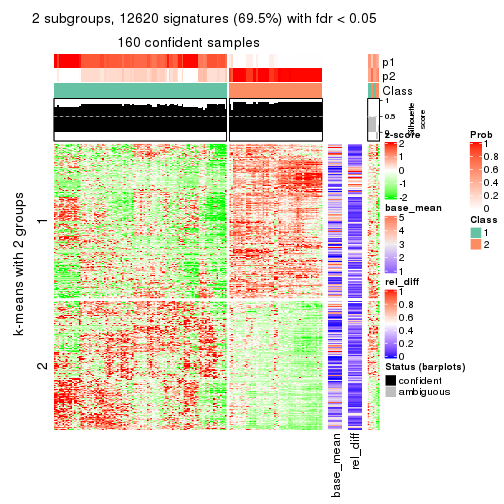 2 subgroups, 12620 signatures (69.5%) with fdr < 0.05
160 confident samples
p1
p2
Class
1
0.5
0
Silhouette
score
k-means with 2 groups
1
2
base_mean
rel_diff
z-score
2
1
0
-1
-2
base_mean
5
4
3
2
1
rel_diff
1
0.8
0.6
0.4
0.2
0
Status (barplots)
confident
ambiguous
Prob
1
0.8
0.6
0.4
0.2
0
Class
1
2